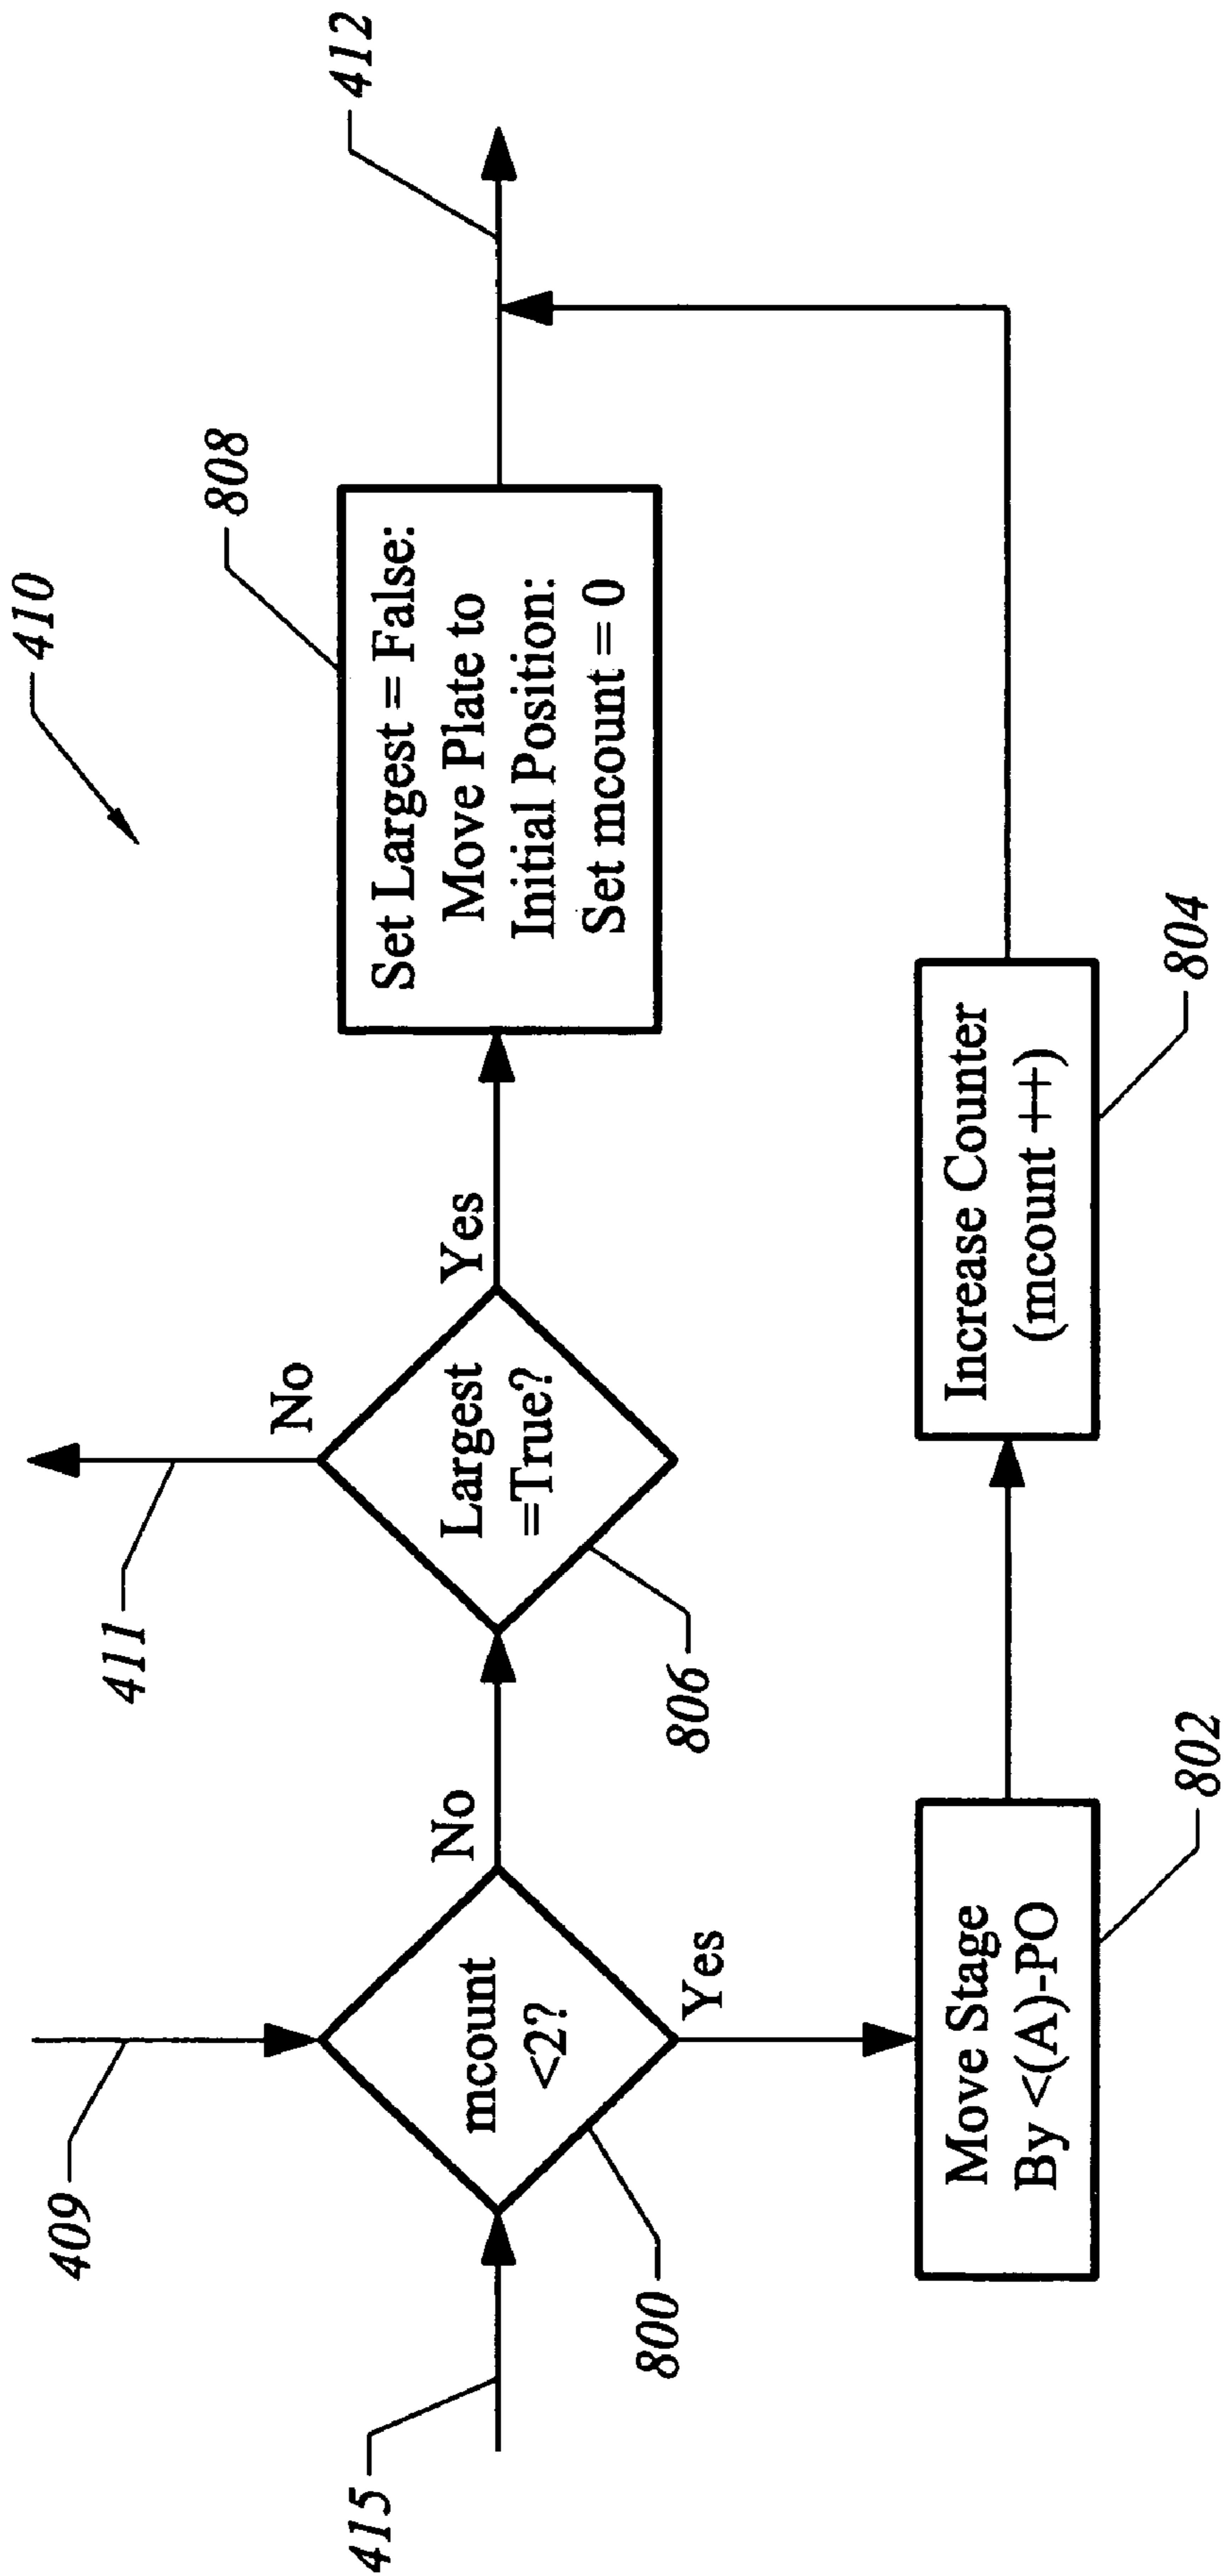 410
409
411
412
415
mcount
<2?
No
800
Yes
Largest
=True?
No
Yes
806
Set Largest = False:
Move Plate to
Initial Position:
Set mcount = 0
808
Move Stage
By <(A)-PO
802
Increase Counter
(mcount ++)
804